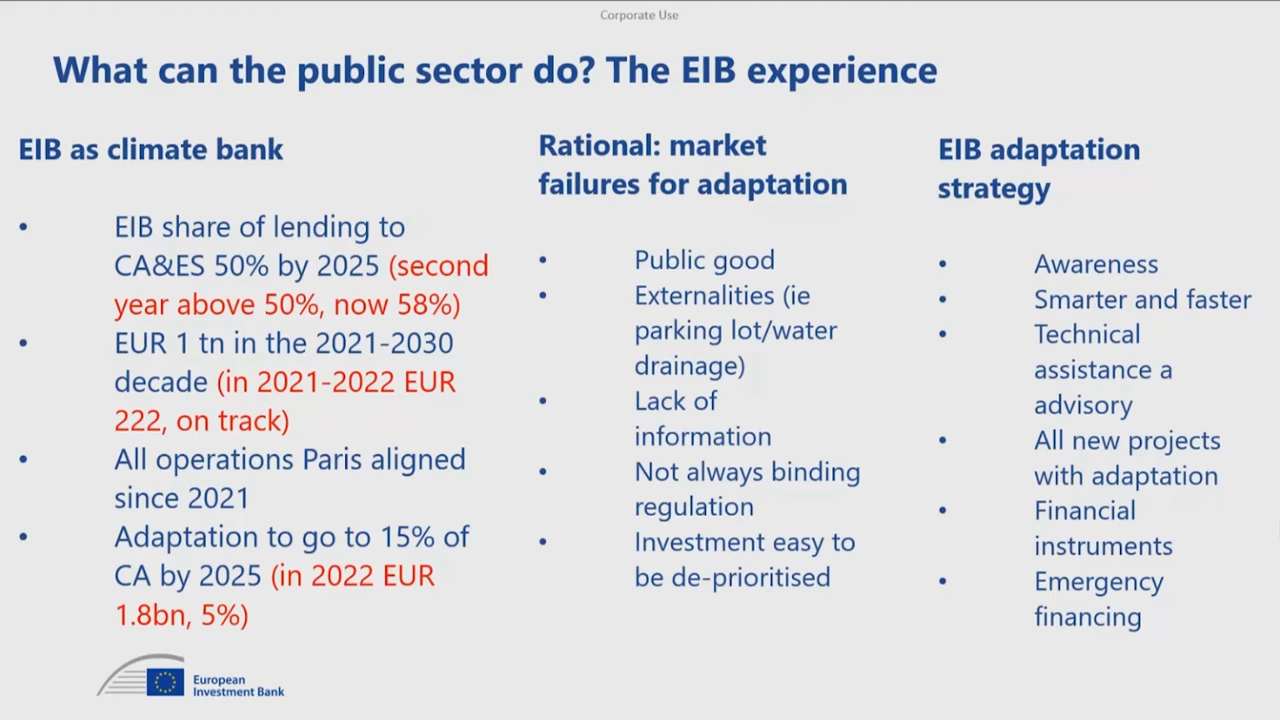 Corporate Use
What can the public sector do? The EIB experience
EIB as climate bank
• EIB share of lending to
CA&ES 50% by 2025 (second
year above 50%, now 58%)
• EUR 1 tn in the 2021-2030
decade (in 2021-2022 EUR
222, on track)
• All operations Paris aligned
since 2021
• Adaptation to go to 15% of
CA by 2025 (in 2022 EUR
1.8bn, 5%)
Rational: market
failures for adaptation
• Public good
• Externalities (ie
parking lot/water
drainage)
• Lack of
information
• Not always binding
regulation
• Investment easy to
be de-prioritised
EIB adaptation
strategy
• Awareness
• Smarter and faster
• Technical
assistance a
advisory
• All new projects
with adaptation
• Financial
instruments
• Emergency
financing
European
Investment Bank